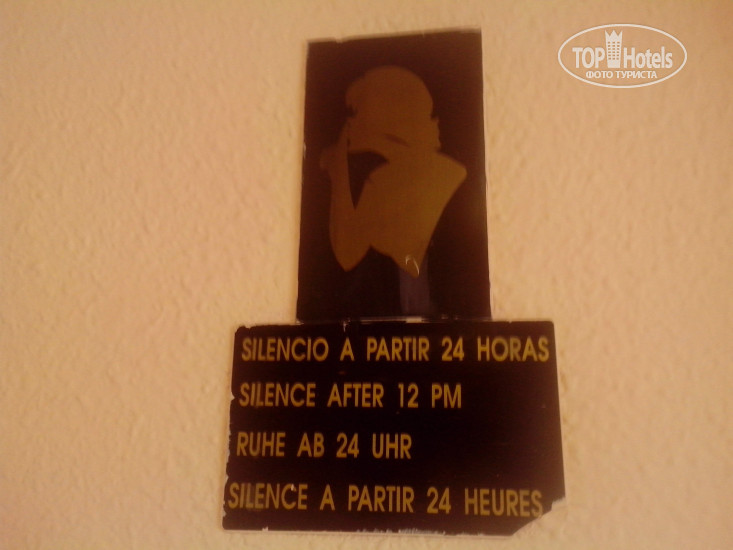 TOP Hotels
ФОТО ТУРИСТА
SILENCIO A PARTIR 24 HORAS
SILENCE AFTER 12 PM
RUHE AB 24 UHR
SILENCE A PARTIR 24 HEURES